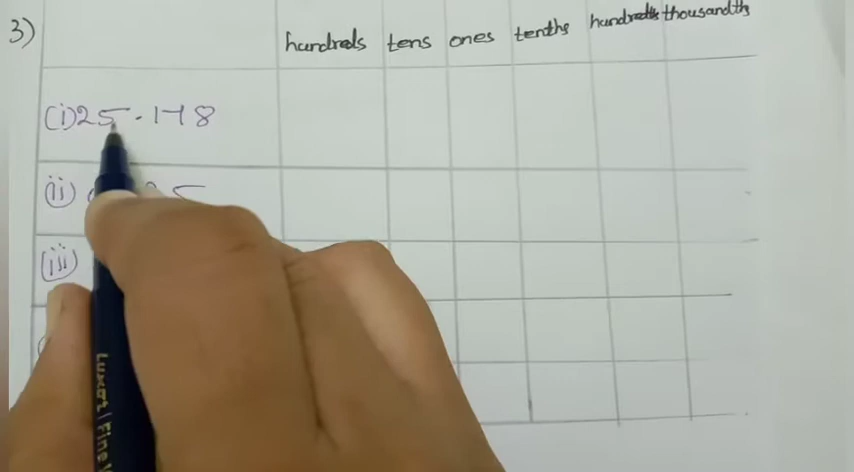 3)
hundreds tens ones tenths hundredths thousandths
(i) 25.148
(ii)
(iii)
Luxor Fine